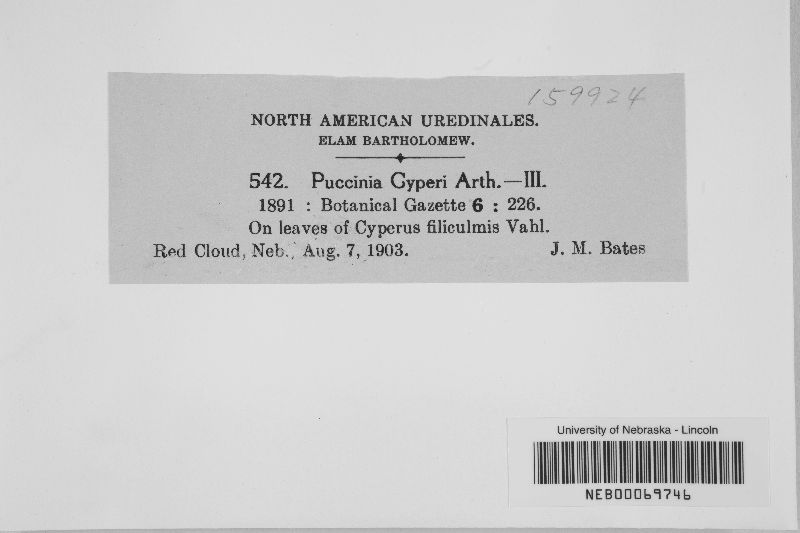 159924
NORTH AMERICAN UREDINALES.
ELAM BARTHOLOMEW.
542. Puccinia Cyperi Arth.—III.
1891 : Botanical Gazette 6 : 226.
On leaves of Cyperus filiculmis Vahl.
Red Cloud, Neb., Aug. 7, 1903. J. M. Bates
University of Nebraska - Lincoln
NEB00069746